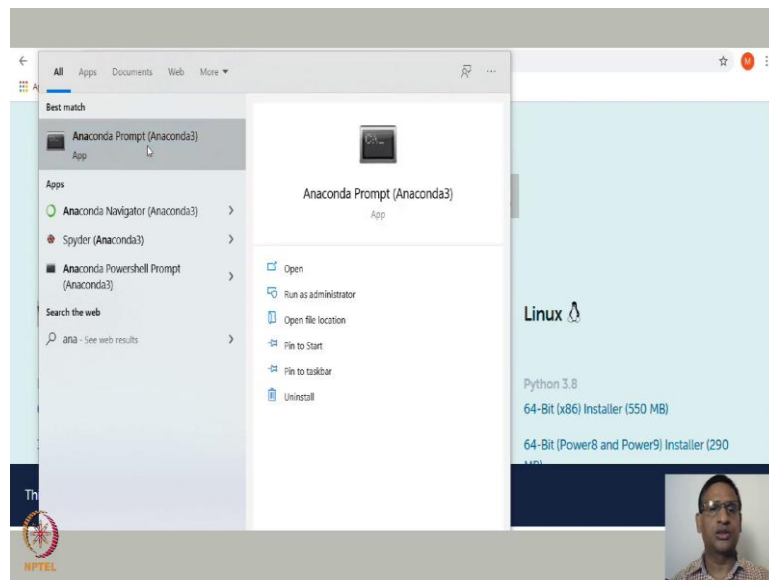 All Apps Documents Web More
Best match
Anaconda Prompt (Anaconda3)
App
Apps
Anaconda Navigator (Anaconda3)
Spyder (Anaconda3)
Anaconda Powershell Prompt
(Anaconda3)
Search the web
ana - See web results
Anaconda Prompt (Anaconda3)
App
Open
Run as administrator
Open file location
Pin to Start
Pin to taskbar
Uninstall
M
Linux
Python 3.8
64-Bit (x86) Installer (550 MB)
64-Bit (Power8 and Power9) Installer (290
MB)
Th
NPTEL